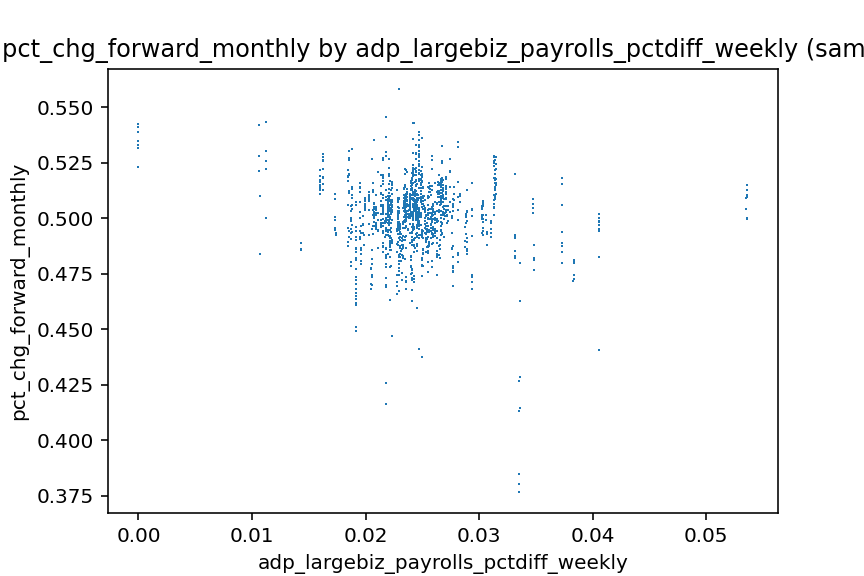 pct_chg_forward_monthly by adp_largebiz_payrolls_pctdiff_weekly (sam
0.550
0.525
0.500
0.475
0.450
0.425
0.400
0.375
pct_chg_forward_monthly
0.00 0.01 0.02 0.03 0.04 0.05
adp_largebiz_payrolls_pctdiff_weekly